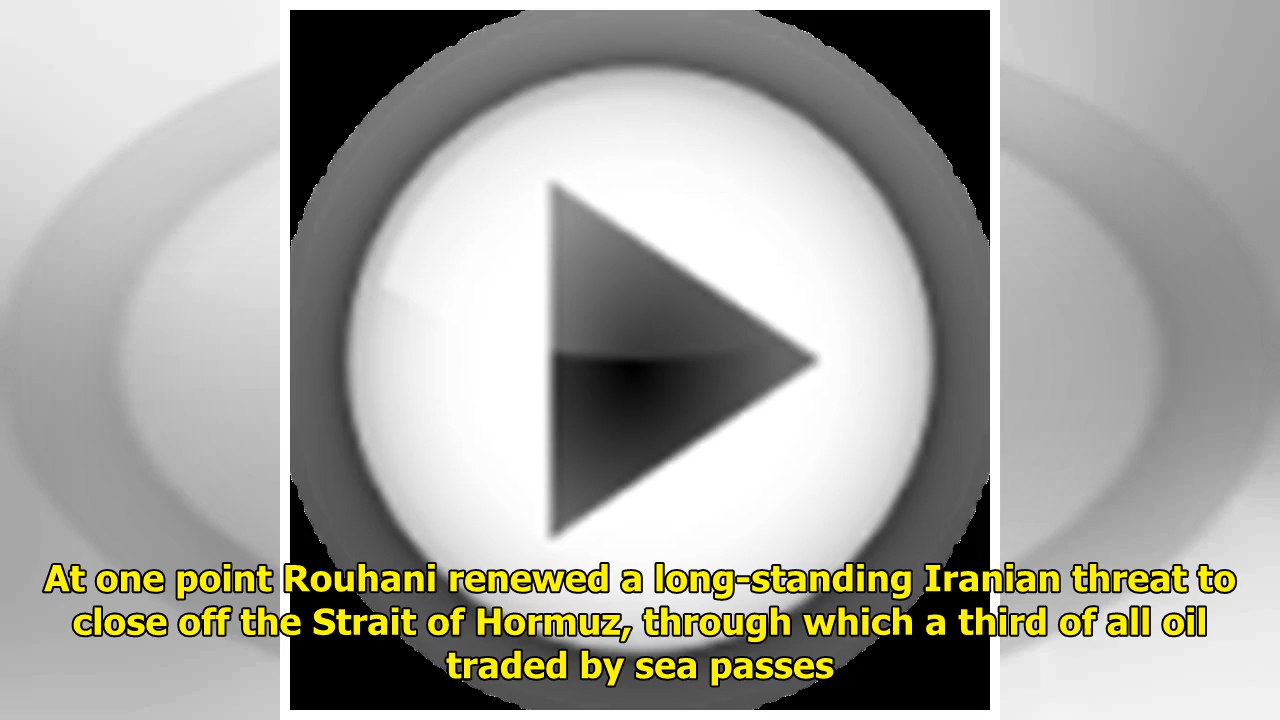 At one point Rouhani renewed a long-standing Iranian threat to
close off the Strait of Hormuz, through which a third of all oil
traded by sea passes